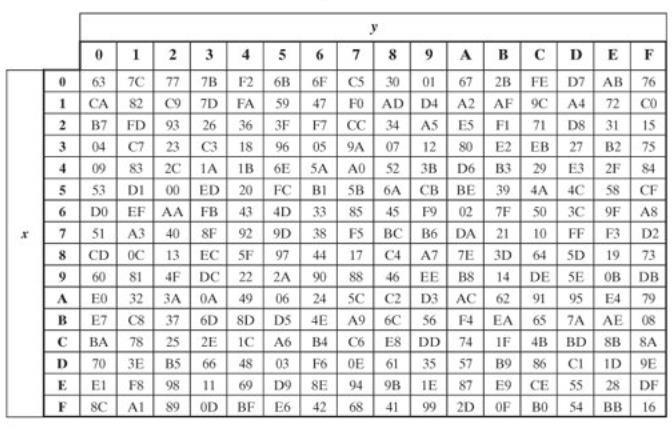 y
0 1 2 3 4 5 6 7 8 9 A B C D E F
0 63 7C 77 7B F2 6B 6F C5 30 01 67 2B FE D7 AB 76
1 CA 82 C9 7D FA 59 47 F0 AD D4 A2 AF 9C A4 72 C0
2 B7 FD 93 26 36 3F F7 CC 34 A5 E5 F1 71 D8 31 15
3 04 C7 23 C3 18 96 05 9A 07 12 80 E2 EB 27 B2 75
4 09 83 2C 1A 1B 6E 5A A0 52 3B D6 B3 29 E3 2F 84
5 53 D1 00 ED 20 FC B1 5B 6A CB BE 39 4A 4C 58 CF
6 D0 EF AA FB 43 4D 33 85 45 F9 02 7F 50 3C 9F A8
x 7 51 A3 40 8F 92 9D 38 F5 BC B6 DA 21 10 FF F3 D2
8 CD 0C 13 EC 5F 97 44 17 C4 A7 7E 3D 64 5D 19 73
9 60 81 4F DC 22 2A 90 88 46 EE B8 14 DE 5E 0B DB
A E0 32 3A 0A 49 06 24 5C C2 D3 AC 62 91 95 E4 79
B E7 C8 37 6D 8D D5 4E A9 6C 56 F4 EA 65 7A AE 08
C BA 78 25 2E 1C A6 B4 C6 E8 DD 74 1F 4B BD 8B 8A
D 70 3E B5 66 48 03 F6 0E 61 35 57 B9 86 C1 1D 9E
E E1 F8 98 11 69 D9 8E 94 9B 1E 87 E9 CE 55 28 DF
F 8C A1 89 0D BF E6 42 68 41 99 2D 0F B0 54 BB 16